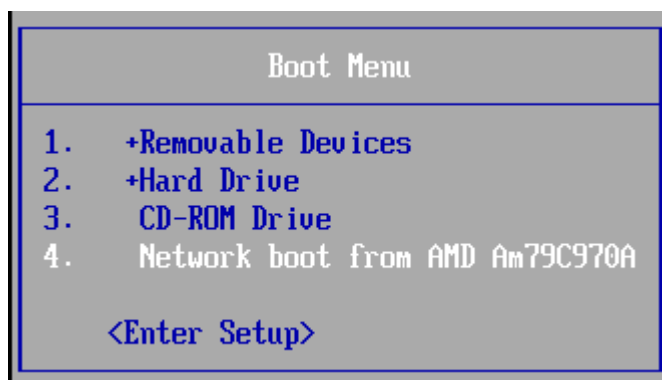 Boot Menu
1. +Removable Devices
2. +Hard Drive
3. CD-ROM Drive
4. Network boot from AMD Am79C970A
<Enter Setup>